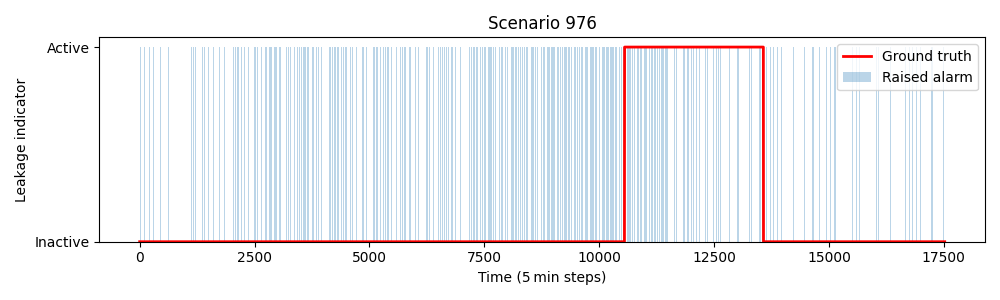 Scenario 976
Leakage indicator
Active
Inactive
Ground truth
Raised alarm
0
2500
5000
7500
10000
12500
15000
17500
Time (5 min steps)